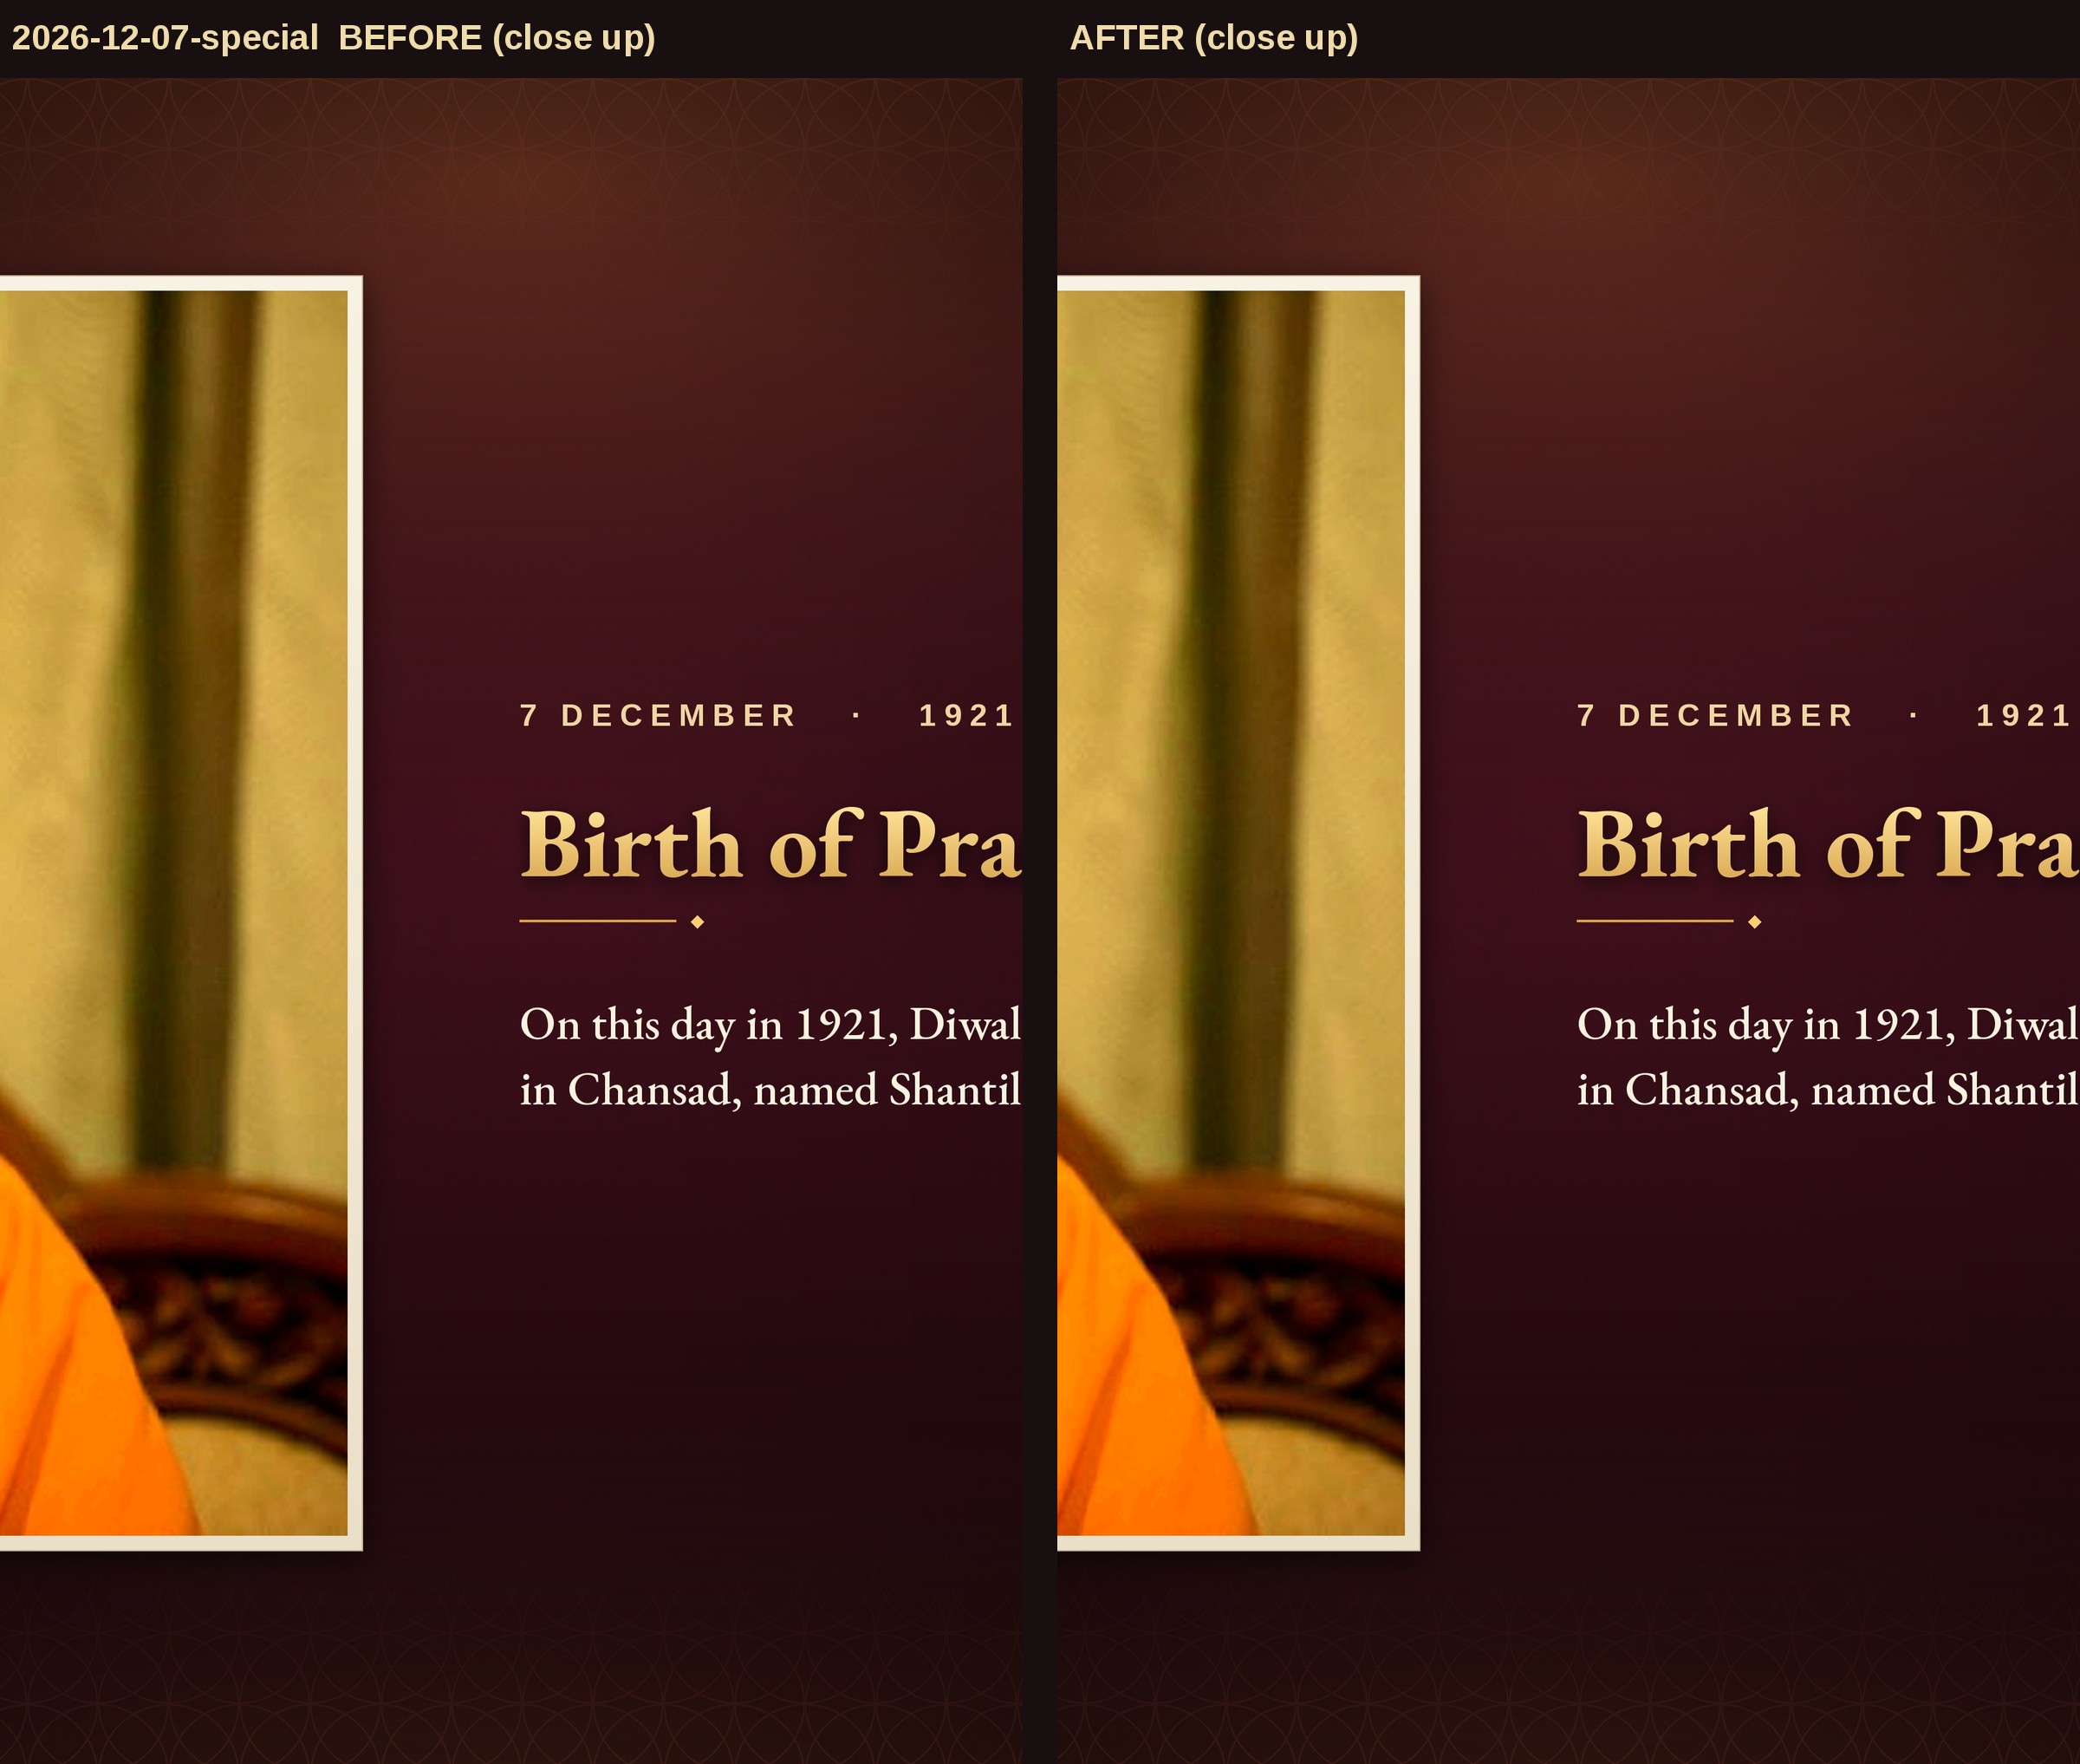 2026-12-07-special BEFORE (close up)
7 DECEMBER · 1921
Birth of Pra
On this day in 1921, Diwal
in Chansad, named Shantil
AFTER (close up)
7 DECEMBER · 1921
Birth of Pra
On this day in 1921, Diwal
in Chansad, named Shantil